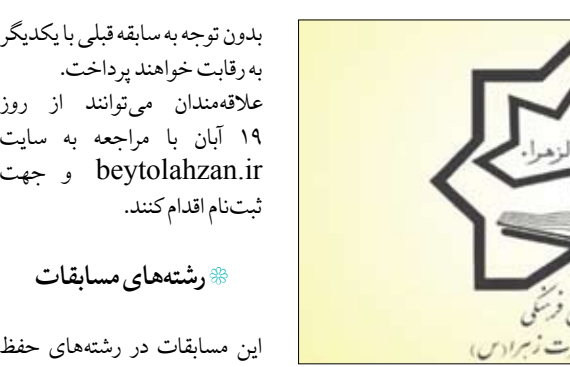 بدون توجه به سابقه قبلی با یکدیگر
به رقابت خواهند پرداخت.
علاقه‌مندان می‌توانند از روز
۱۹ آبان با مراجعه به سایت
beytolahzan.ir و جهت
ثبت‌نام اقدام کنند.
رشته‌های مسابقات
این مسابقات در رشته‌های حفظ
الزهرا
فرهنگی
زهرا(س)